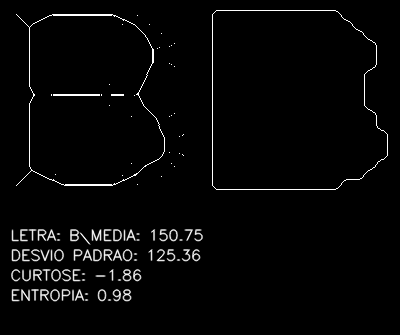 LETRA: B\MEDIA: 150.75
DESVIO PADRAO: 125.36
CURTOSE: -1.86
ENTROPIA: 0.98